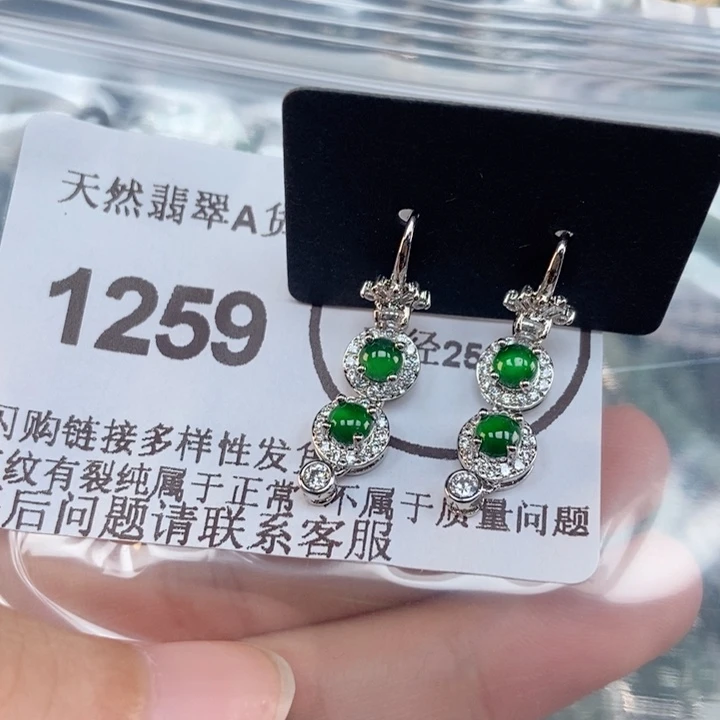 天然翡翠A货
1259
径25
闪购链接多样性发
纹有裂纯属于正常 不属于质量问题
后问题请联系客服